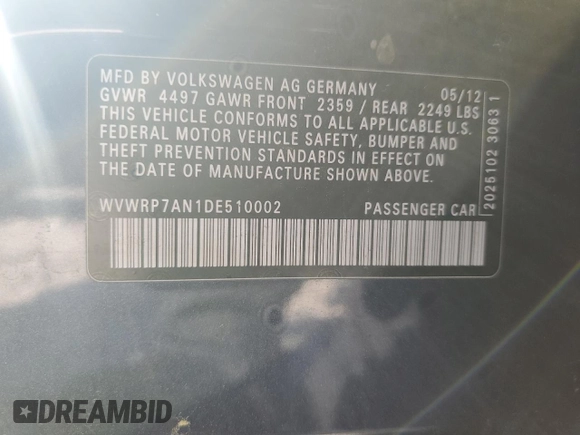 MFD BY VOLKSWAGEN AG GERMANY 05/12
GVWR 4497 GAWR FRONT 2359 / REAR 2249 LBS
THIS VEHICLE CONFORMS TO ALL APPLICABLE U.S.
FEDERAL MOTOR VEHICLE SAFETY, BUMPER AND
THEFT PREVENTION STANDARDS IN EFFECT ON
THE DATE OF MANUFACTURE SHOWN ABOVE.
WVWRP7AN1DE510002 PASSENGER CAR
2025102 30631
DREAMBID